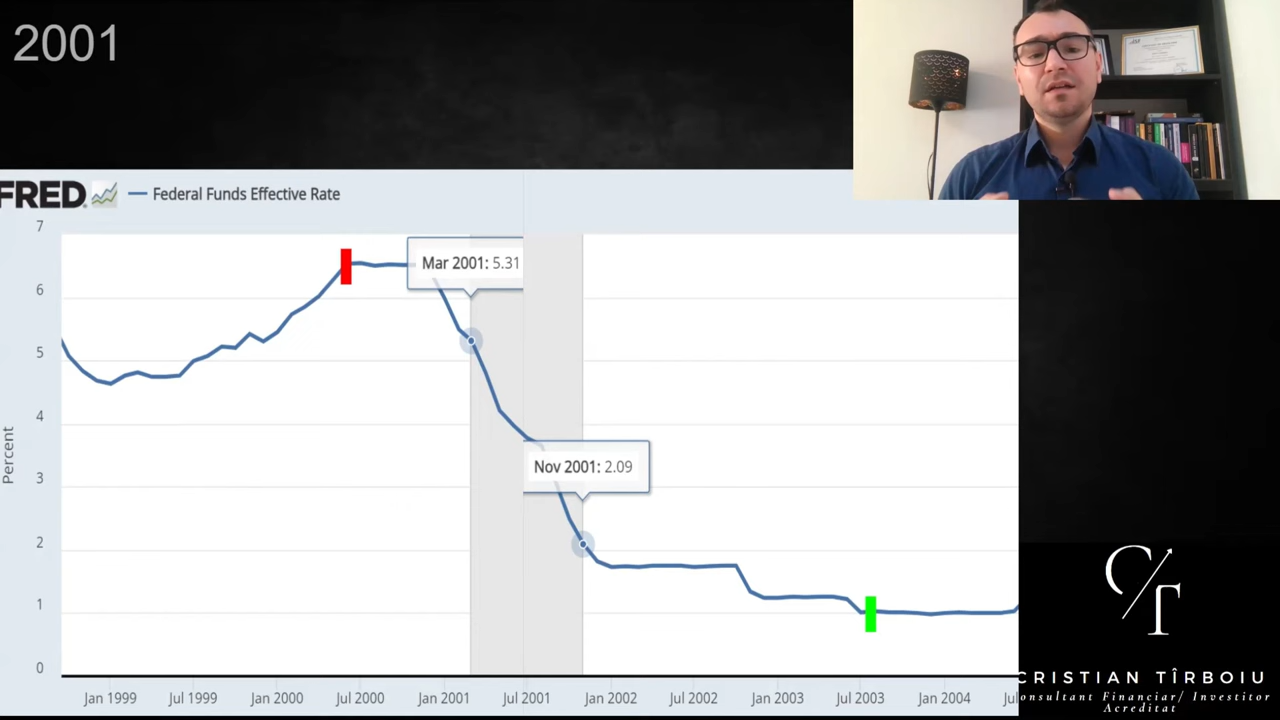 2001
FRED
Federal Funds Effective Rate
7
6
5
4
3
2
1
0
Percent
Mar 2001: 5.31
Nov 2001: 2.09
Jan 1999
Jul 1999
Jan 2000
Jul 2000
Jan 2001
Jul 2001
Jan 2002
Jul 2002
Jan 2003
Jul 2003
Jan 2004
CT
CRISTIAN TÎRBOIU
onsultant Financiar/ Investitor
Acreditat